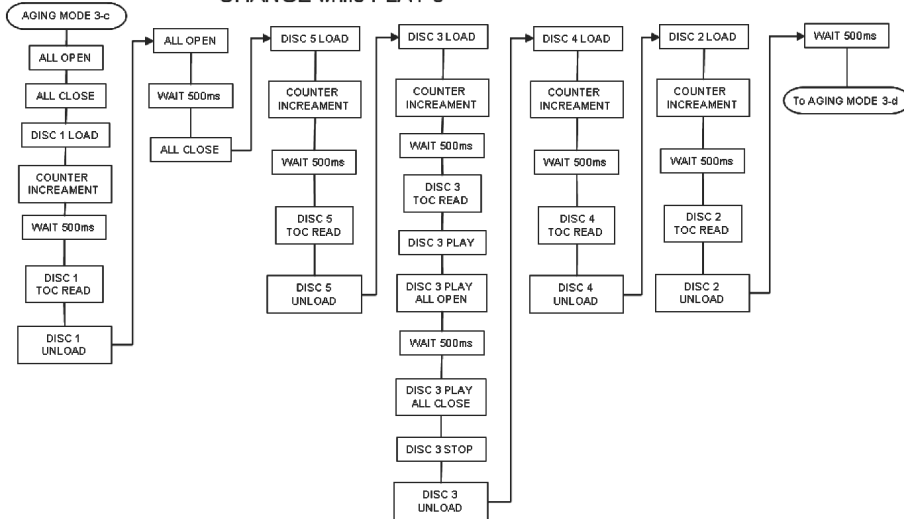 CHANGE while PLAY 3
AGING MODE 3-c
ALL OPEN
ALL CLOSE
DISC 1 LOAD
COUNTER
INCREAMENT
WAIT 500ms
DISC 1
TOC READ
DISC 1
UNLOAD
ALL OPEN
WAIT 500ms
ALL CLOSE
DISC 5 LOAD
COUNTER
INCREAMENT
WAIT 500ms
DISC 5
TOC READ
DISC 5
UNLOAD
DISC 3 LOAD
COUNTER
INCREAMENT
WAIT 500ms
DISC 3
TOC READ
DISC 3 PLAY
DISC 3 PLAY
ALL OPEN
WAIT 500ms
DISC 3 PLAY
ALL CLOSE
DISC 3 STOP
DISC 3
UNLOAD
DISC 4 LOAD
COUNTER
INCREAMENT
WAIT 500ms
DISC 4
TOC READ
DISC 4
UNLOAD
DISC 2 LOAD
COUNTER
INCREAMENT
WAIT 500ms
DISC 2
TOC READ
DISC 2
UNLOAD
WAIT 500ms
To AGING MODE 3-d